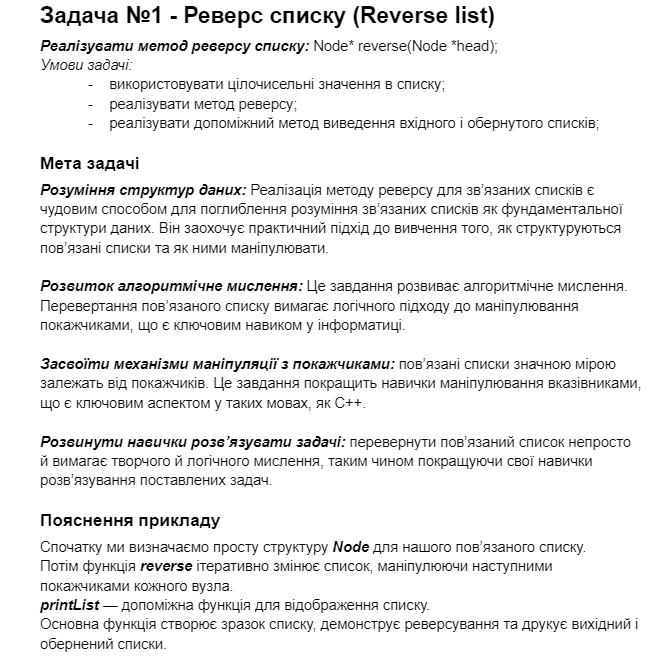 Задача №1 - Реверс списку (Reverse list)
Реалізувати метод реверсу списку: Node* reverse(Node *head);
Умови задачі:
- використовувати цілочисельні значення в списку;
- реалізувати метод реверсу;
- реалізувати допоміжний метод виведення вхідного і обернутого списків;
Мета задачі
Розуміння структур даних: Реалізація методу реверсу для зв’язаних списків є
чудовим способом для поглиблення розуміння зв’язаних списків як фундаментальної
структури даних. Він заохочує практичний підхід до вивчення того, як структуруються
пов’язані списки та як ними маніпулювати.
Розвиток алгоритмічне мислення: Це завдання розвиває алгоритмічне мислення.
Перевертання пов’язаного списку вимагає логічного підходу до маніпулювання
покажчиками, що є ключовим навиком у інформатиці.
Засвоїти механізми маніпуляції з покажчиками: пов’язані списки значною мірою
залежать від покажчиків. Це завдання покращить навички маніпулювання вказівниками,
що є ключовим аспектом у таких мовах, як C++.
Розвинути навички розв’язувати задачі: перевернути пов’язаний список непросто
й вимагає творчого й логічного мислення, таким чином покращуючи свої навички
розв’язування поставлених задач.
Пояснення прикладу
Спочатку ми визначаємо просту структуру Node для нашого пов’язаного списку.
Потім функція reverse ітеративно змінює список, маніпулюючи наступними
покажчиками кожного вузла.
printList — допоміжна функція для відображення списку.
Основна функція створює зразок списку, демонструє реверсування та друкує вихідний і
обернений списки.